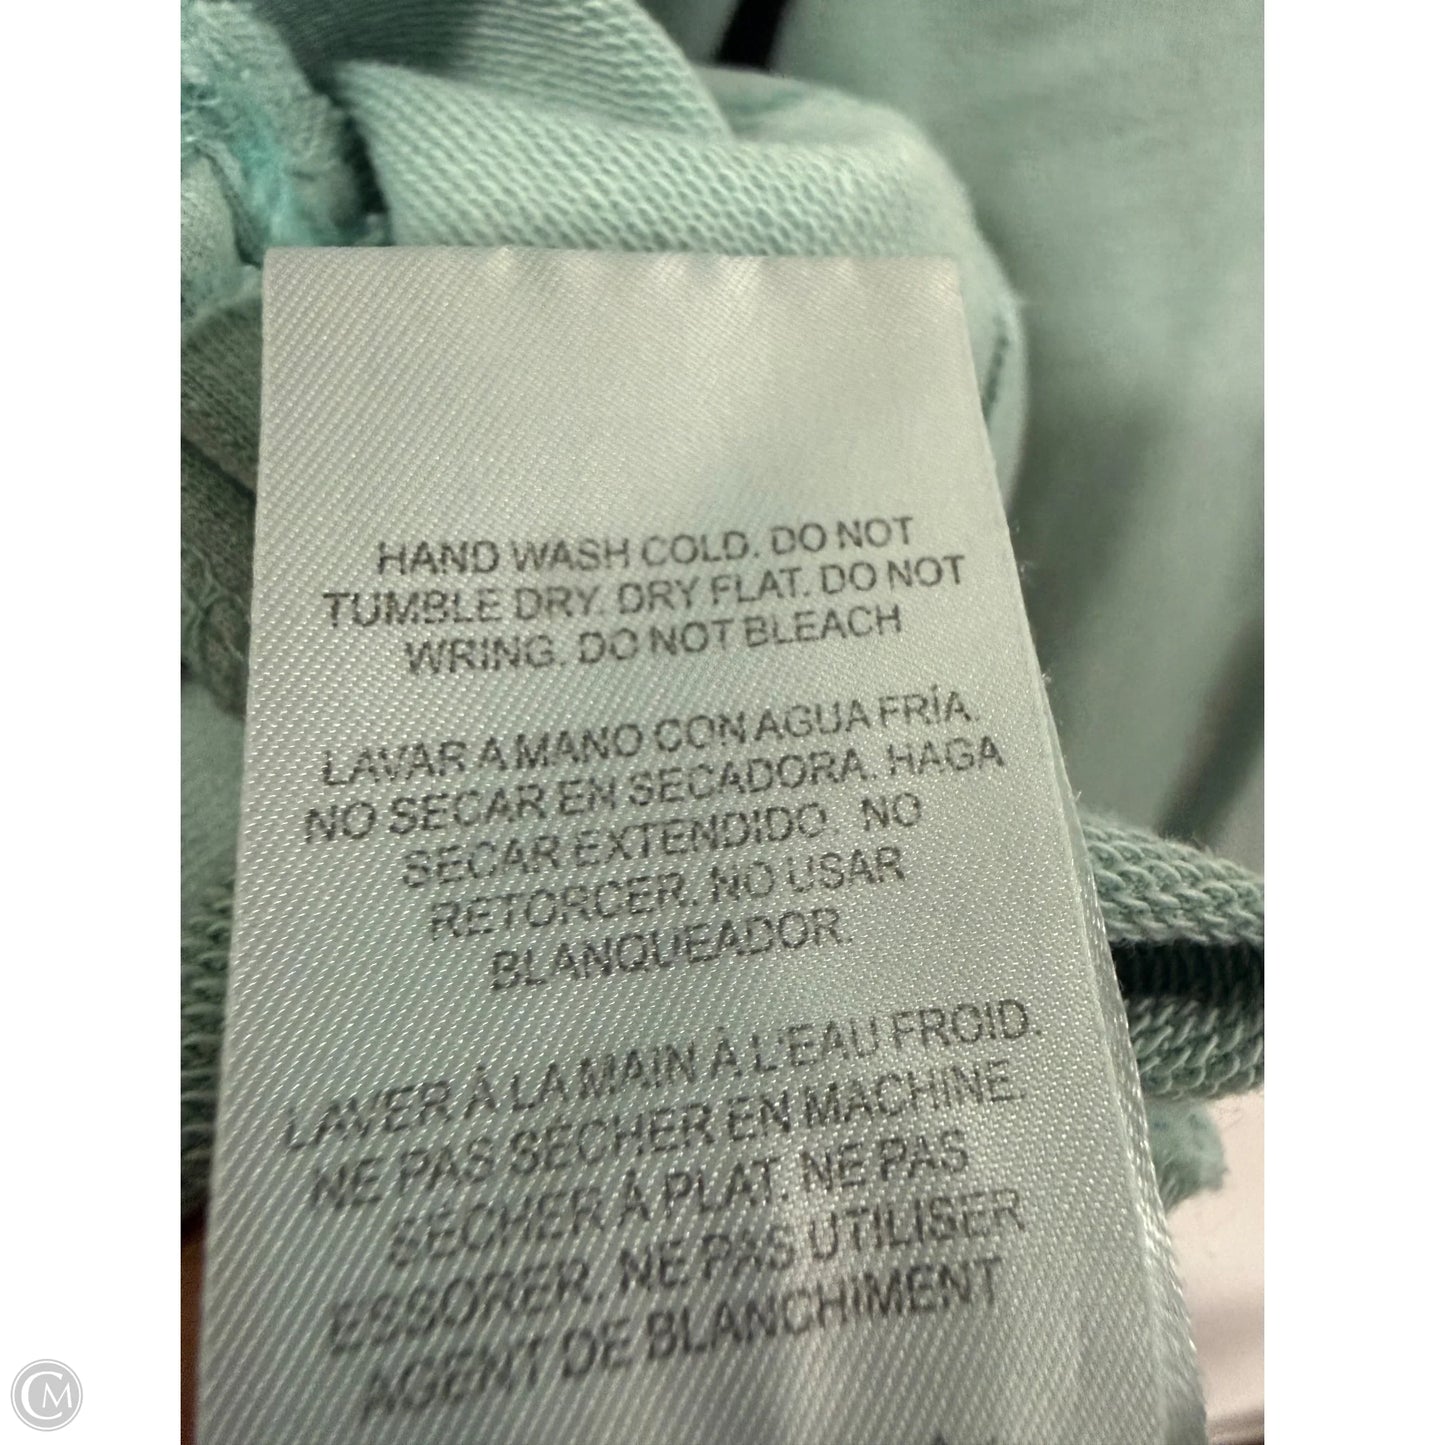 HAND WASH COLD. DO NOT
TUMBLE DRY. DRY FLAT. DO NOT
WRING. DO NOT BLEACH
LAVAR A MANO CON AGUA FRÍA.
NO SECAR EN SECADORA. HAGA
SECAR EXTENDIDO. NO
RETORCER. NO USAR
BLANQUEADOR.
LAVER À LA MAIN À L'EAU FROID.
NE PAS SÉCHER EN MACHINE.
SÉCHER À PLAT. NE PAS
ESSORER. NE PAS UTILISER
AGENT DE BLANCHIMENT
CM